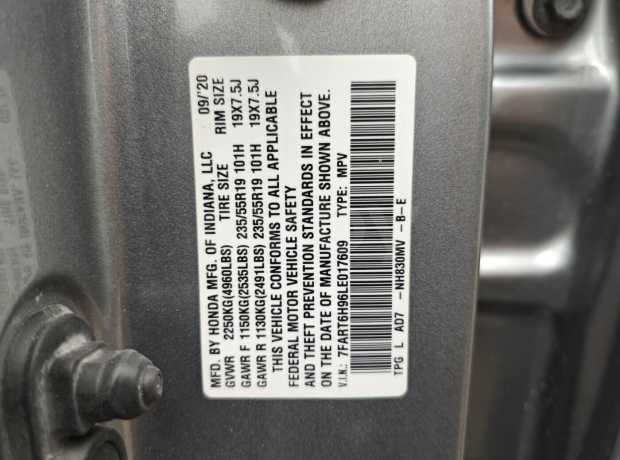 MFD. BY HONDA MFG. OF INDIANA, LLC 09/'20
GVWR 2250KG(4960LBS) TIRE SIZE RIM SIZE
GAWR F 1150KG(2535LBS) 235/55R19 101H 19X7.5J
GAWR R 1130KG(2491LBS) 235/55R19 101H 19X7.5J
THIS VEHICLE CONFORMS TO ALL APPLICABLE
FEDERAL MOTOR VEHICLE SAFETY
AND THEFT PREVENTION STANDARDS IN EFFECT
ON THE DATE OF MANUFACTURE SHOWN ABOVE.
V.I.N.: 7FART6H96LE017609 TYPE: MPV
TPG L AD7 -NH830MV -B-E